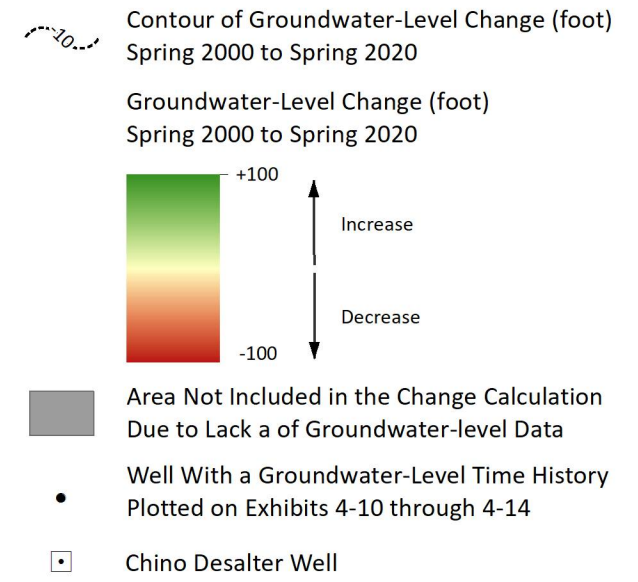 -10
Contour of Groundwater-Level Change (foot)
Spring 2000 to Spring 2020
Groundwater-Level Change (foot)
Spring 2000 to Spring 2020
+100
Increase
Decrease
-100
Area Not Included in the Change Calculation
Due to Lack a of Groundwater-level Data
Well With a Groundwater-Level Time History
Plotted on Exhibits 4-10 through 4-14
Chino Desalter Well